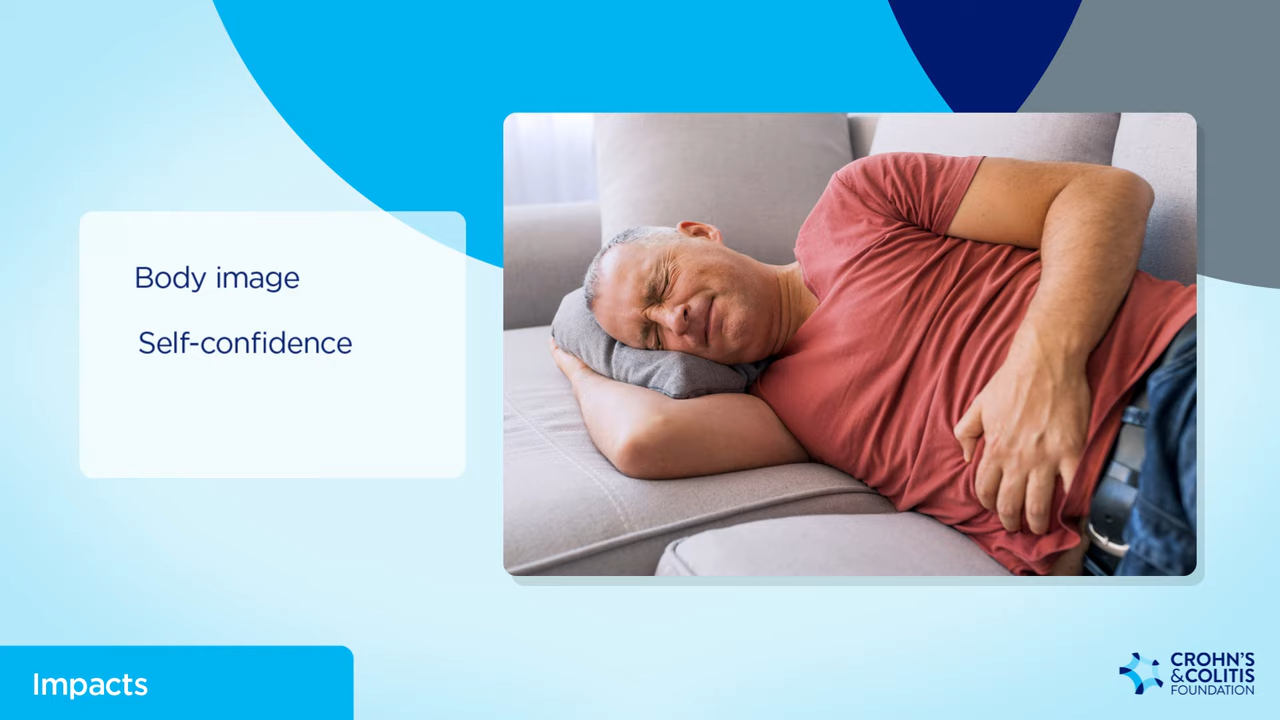 Body image
Self-confidence
Impacts
CROHN'S
&COLITIS
FOUNDATION